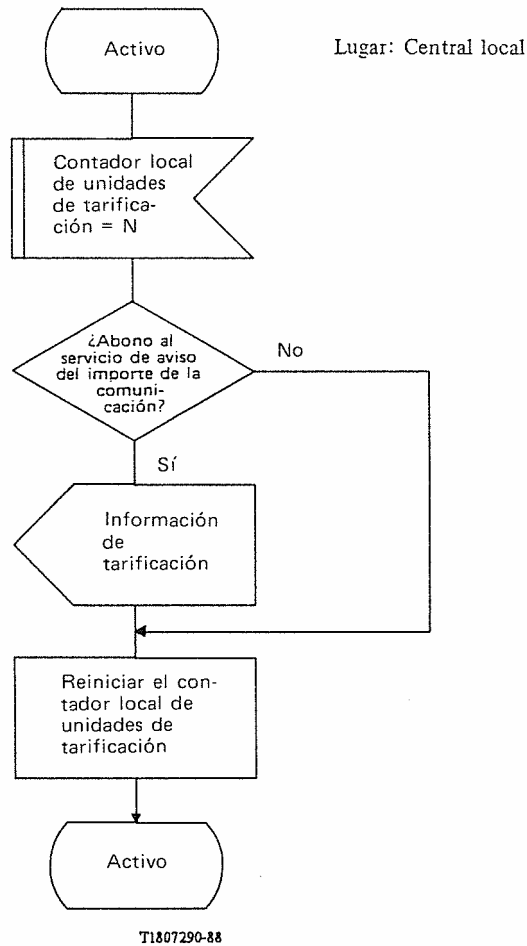 Activo
Lugar: Central local
Contador local
de unidades
de tarifica-
ción = N
¿Abono al
servicio de aviso
del importe de la
comuni-
cación?
No
Sí
Información
de
tarificación
Reiniciar el con-
tador local de
unidades de
tarificación
Activo
T1807290-88